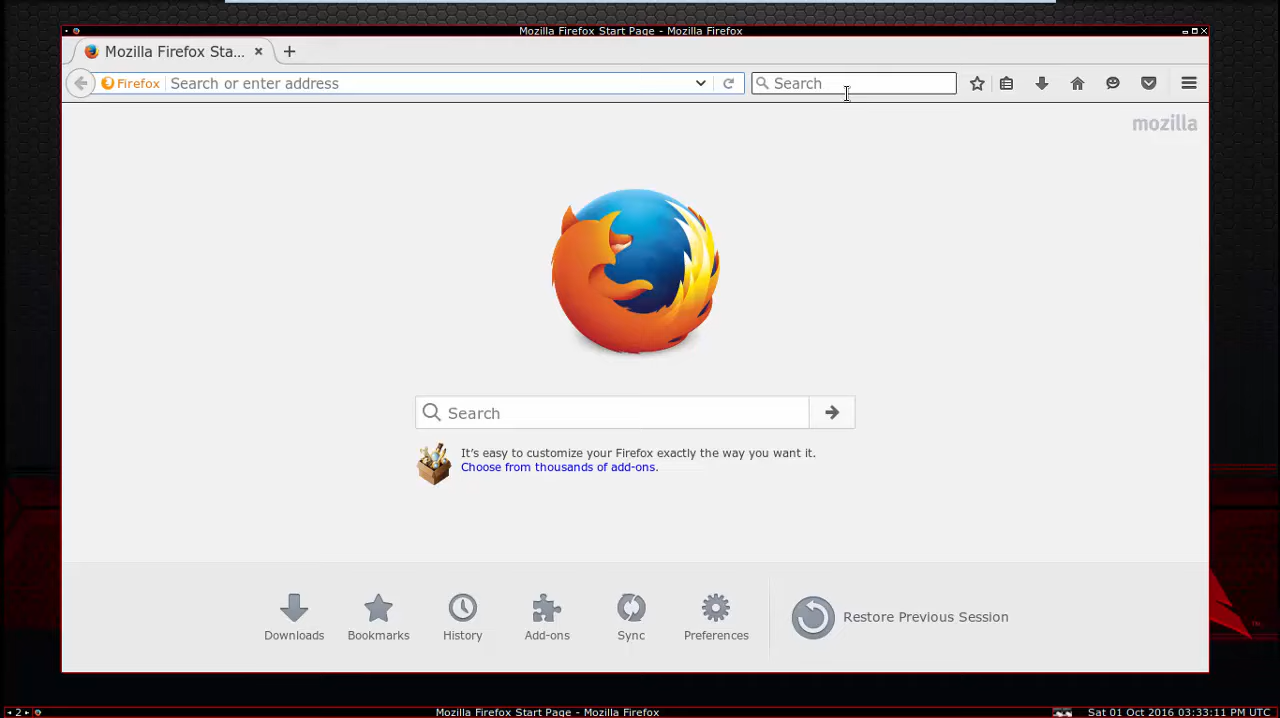 Mozilla Firefox Start Page - Mozilla Firefox
Mozilla Firefox Sta...
Firefox Search or enter address
Search
mozilla
Search
It's easy to customize your Firefox exactly the way you want it.
Choose from thousands of add-ons.
Downloads Bookmarks History Add-ons Sync Preferences Restore Previous Session
2 Mozilla Firefox Start Page - Mozilla Firefox Sat 01 Oct 2016 03:33:11 PM UTC